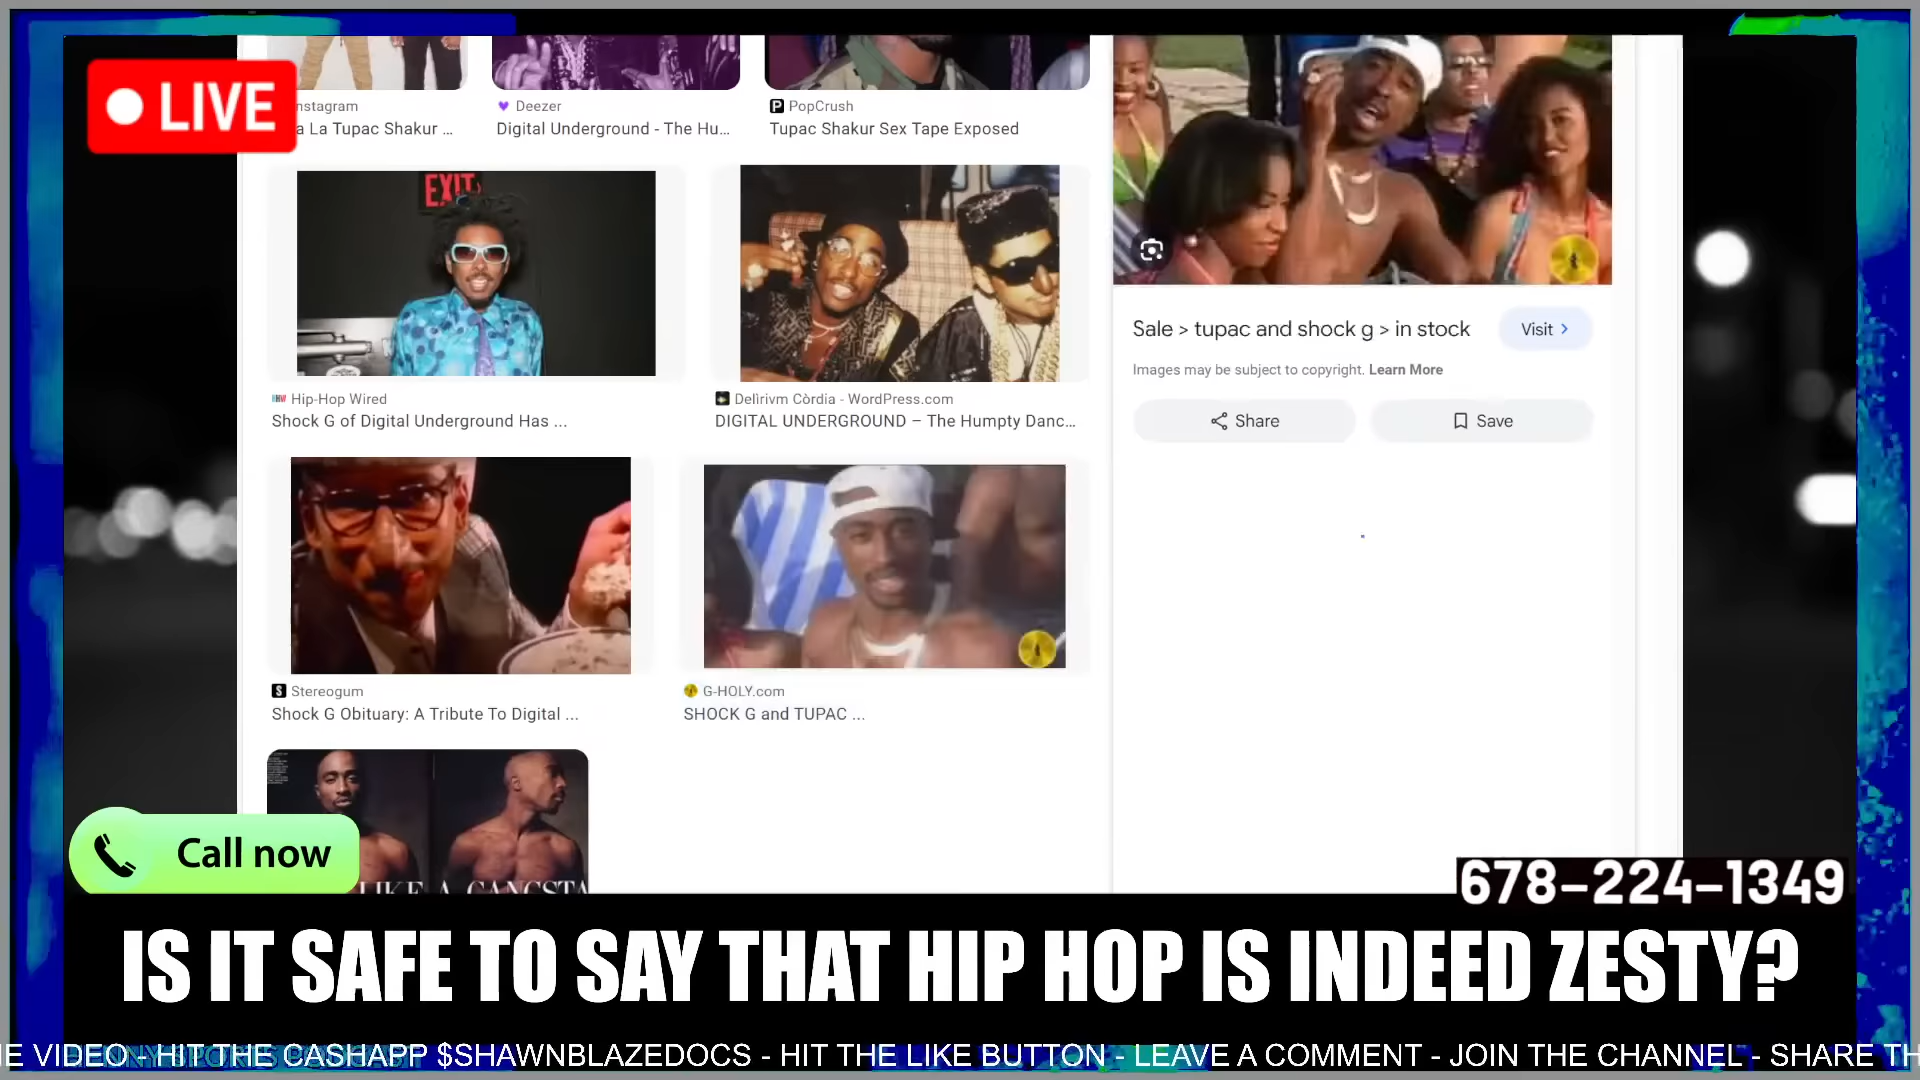 LIVE
nstagram
a La Tupac Shakur ...
Deezer
Digital Underground - The Hu...
PopCrush
Tupac Shakur Sex Tape Exposed
EXIT
Hip-Hop Wired
Shock G of Digital Underground Has ...
Delirivm Còrdia - WordPress.com
DIGITAL UNDERGROUND – The Humpty Danc...
Sale > tupac and shock g > in stock
Visit >
Images may be subject to copyright. Learn More
Share
Save
Stereogum
Shock G Obituary: A Tribute To Digital ...
G-HOLY.com
SHOCK G and TUPAC ...
LIKE A GANGSTA
Call now
678-224-1349
IS IT SAFE TO SAY THAT HIP HOP IS INDEED ZESTY?
E VIDEO - HIT THE CASHAPP $SHAWNBLAZEDOCS - HIT THE LIKE BUTTON - LEAVE A COMMENT - JOIN THE CHANNEL - SHARE TH